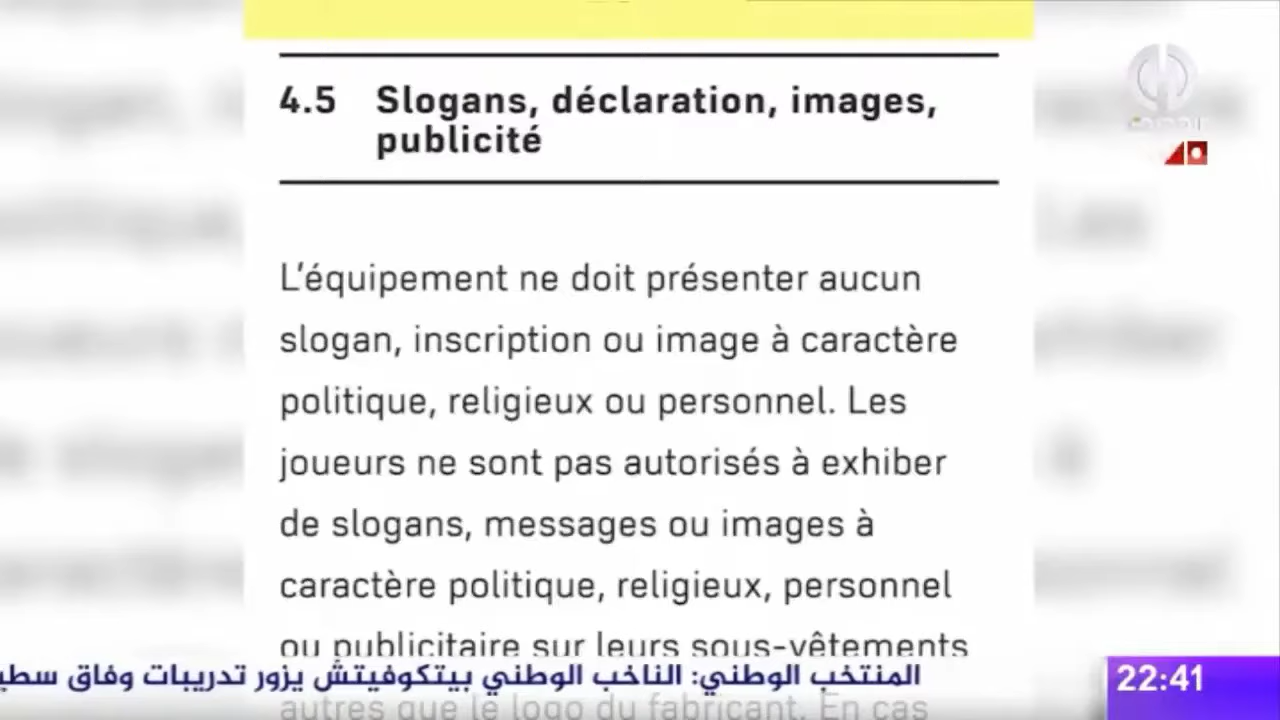 4.5 Slogans, déclaration, images,
publicité
L'équipement ne doit présenter aucun
slogan, inscription ou image à caractère
politique, religieux ou personnel. Les
joueurs ne sont pas autorisés à exhiber
de slogans, messages ou images à
caractère politique, religieux, personnel
ou publicitaire sur leurs sous-vêtements
المنتخب الوطني: الناخب الوطني بيتكوفيتش يزور تدريبات وفاق
22:41
autres que le logo du fabricant. En cas